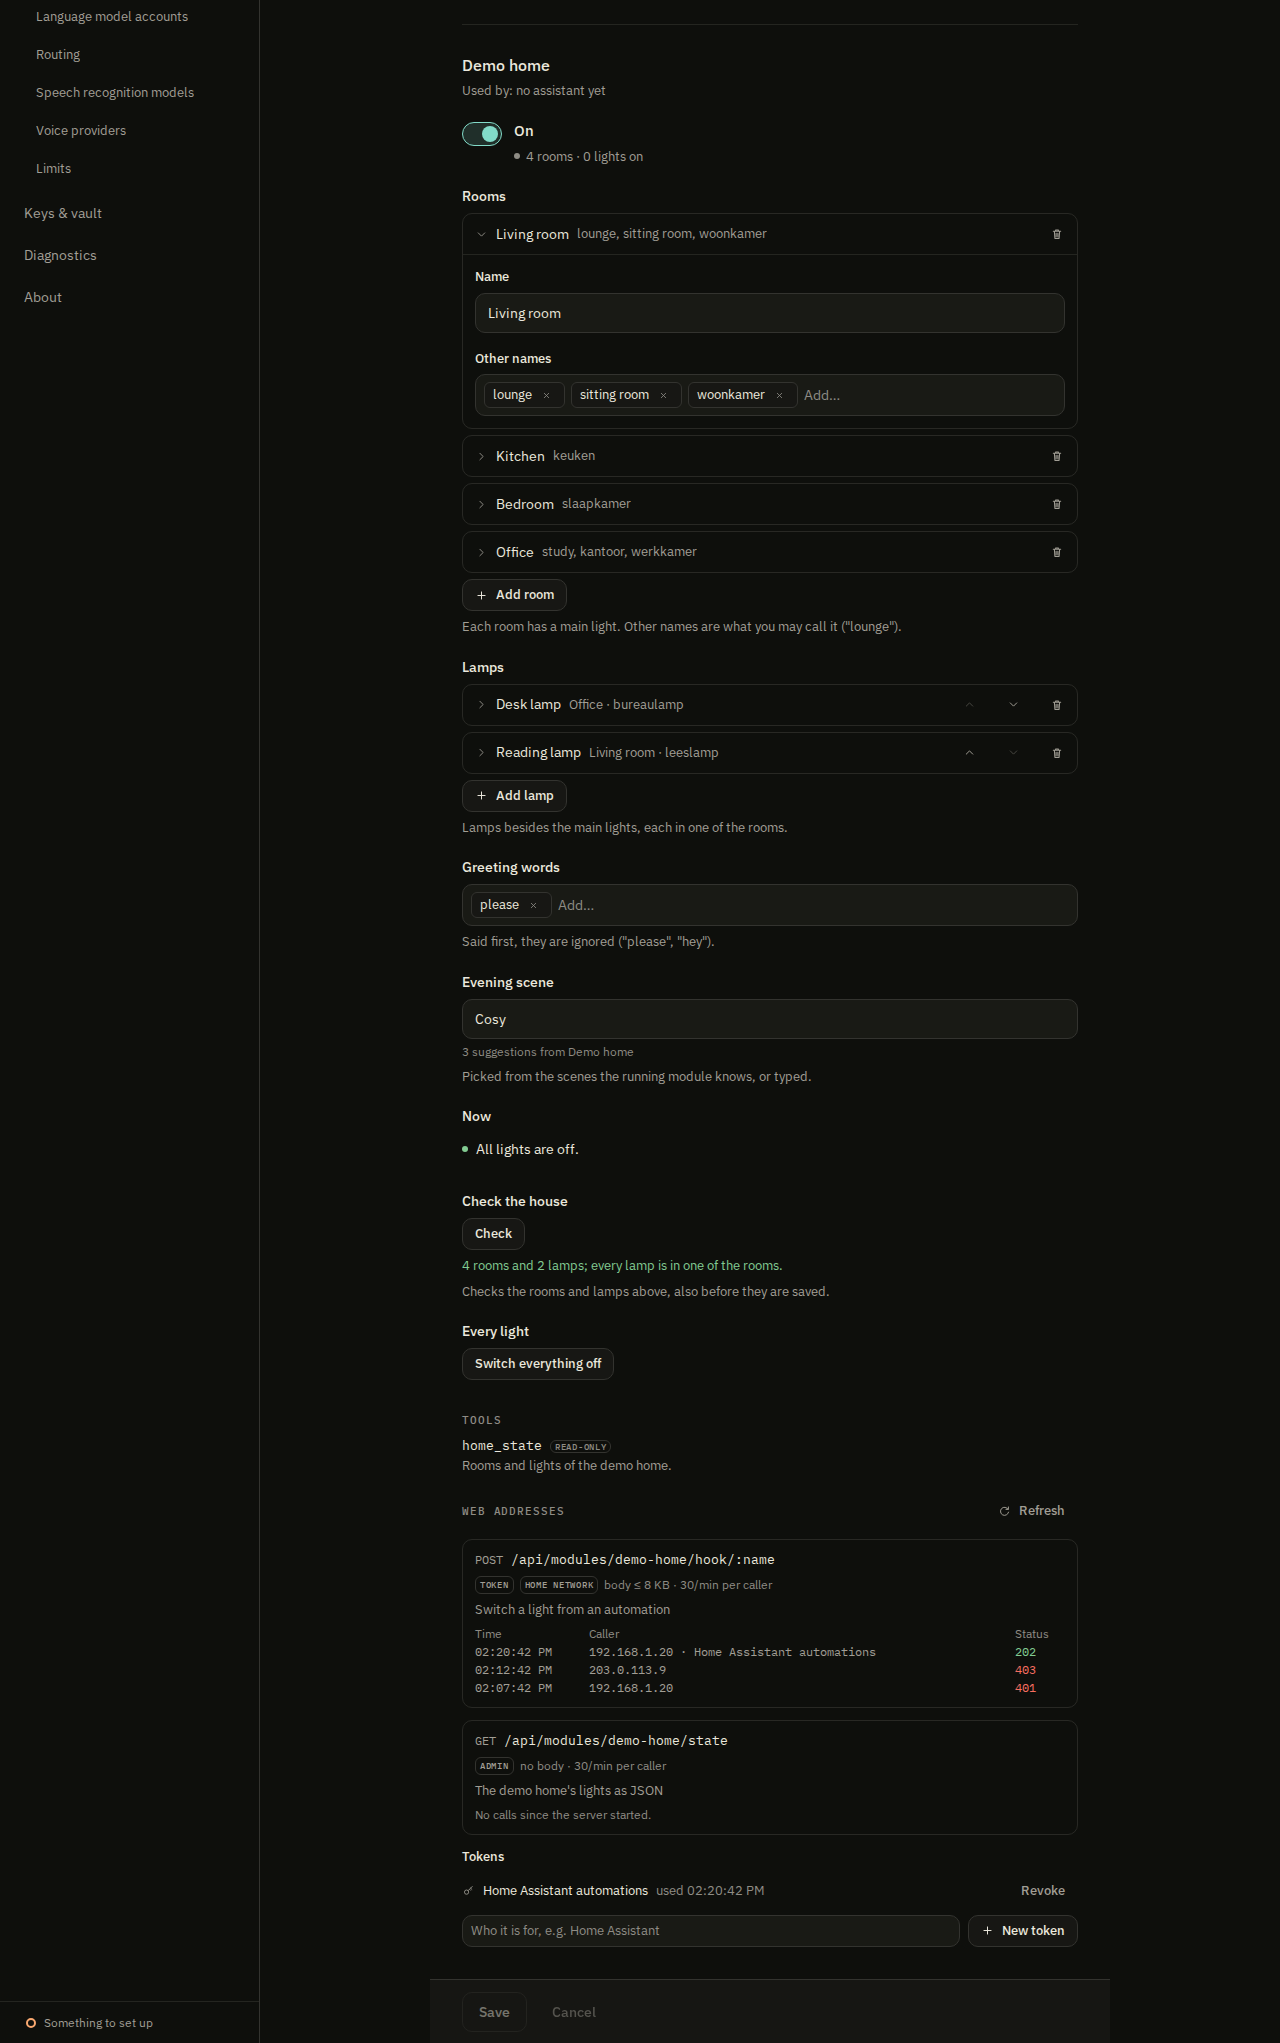 Language model accounts
Routing
Speech recognition models
Voice providers
Limits
Keys & vault
Diagnostics
About
Something to set up
Demo home
Used by: no assistant yet
On
4 rooms · 0 lights on
Rooms
Living room lounge, sitting room, woonkamer
Name
Living room
Other names
lounge × sitting room × woonkamer × Add...
Kitchen keuken
Bedroom slaapkamer
Office study, kantoor, werkkamer
+ Add room
Each room has a main light. Other names are what you may call it ("lounge").
Lamps
Desk lamp Office · bureaulamp
Reading lamp Living room · leeslamp
+ Add lamp
Lamps besides the main lights, each in one of the rooms.
Greeting words
please × Add...
Said first, they are ignored ("please", "hey").
Evening scene
Cosy
3 suggestions from Demo home
Picked from the scenes the running module knows, or typed.
Now
All lights are off.
Check the house
Check
4 rooms and 2 lamps; every lamp is in one of the rooms.
Checks the rooms and lamps above, also before they are saved.
Every light
Switch everything off
TOOLS
home_state READ-ONLY
Rooms and lights of the demo home.
WEB ADDRESSES Refresh
POST /api/modules/demo-home/hook/:name
TOKEN HOME NETWORK body ≤ 8 KB · 30/min per caller
Switch a light from an automation
Time Caller Status
02:20:42 PM 192.168.1.20 · Home Assistant automations 202
02:12:42 PM 203.0.113.9 403
02:07:42 PM 192.168.1.20 401
GET /api/modules/demo-home/state
ADMIN no body · 30/min per caller
The demo home's lights as JSON
No calls since the server started.
Tokens
Home Assistant automations used 02:20:42 PM Revoke
Who it is for, e.g. Home Assistant + New token
Save Cancel